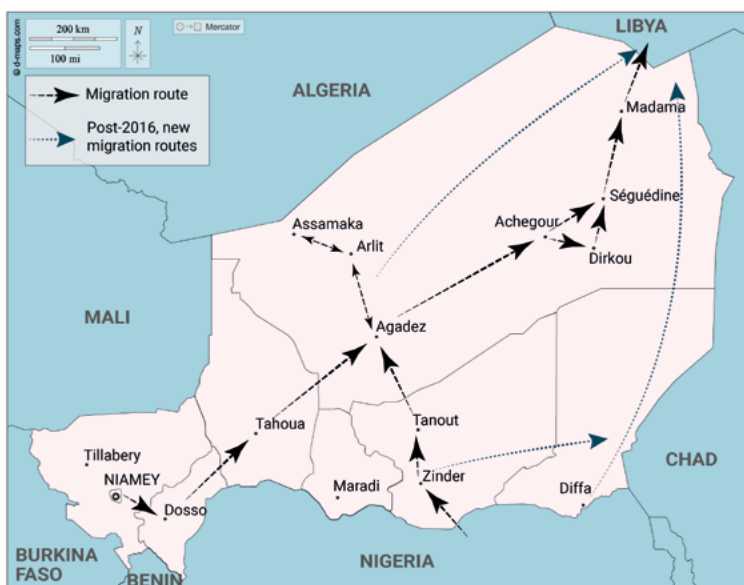 200 km
100 mi
N
Mercator
© d-maps.com
Migration route
Post-2016, new
migration routes
LIBYA
ALGERIA
Madama
Séguédine
Assamaka
Achegour
Arlit
Dirkou
MALI
Agadez
Tahoua
Tanout
Tillabery
NIAMEY
Zinder
CHAD
Maradi
Diffa
Dosso
BURKINA
FASO
BENIN
NIGERIA